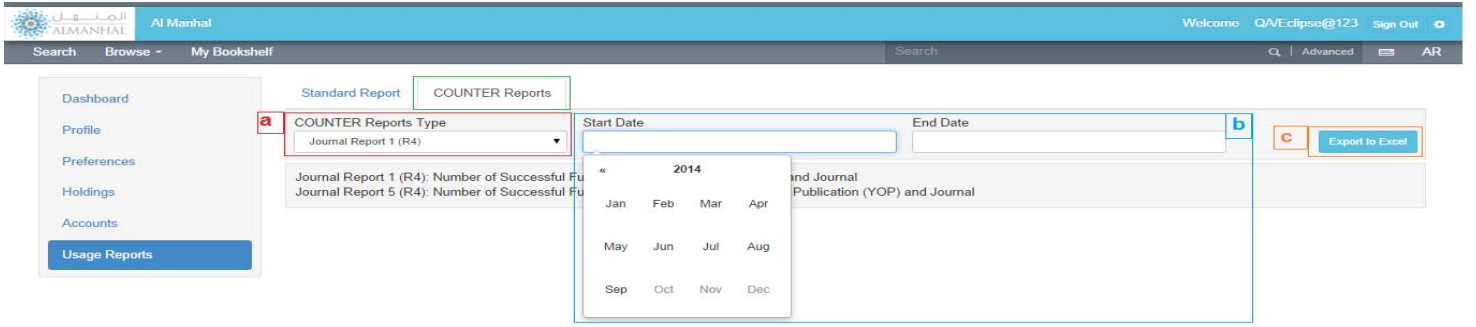 المنهل
ALMANHAL
Al Manhal
Welcome QA/Eclipse@123 Sign Out
Search Browse My Bookshelf
Search
Advanced AR
Dashboard
Profile
Preferences
Holdings
Accounts
Usage Reports
Standard Report COUNTER Reports
a
COUNTER Reports Type
Journal Report 1 (R4)
Start Date
End Date
b
c
Export to Excel
Journal Report 1 (R4): Number of Successful Fu nd Journal
Journal Report 5 (R4): Number of Successful Fu Publication (YOP) and Journal
« 2014
Jan Feb Mar Apr
May Jun Jul Aug
Sep Oct Nov Dec